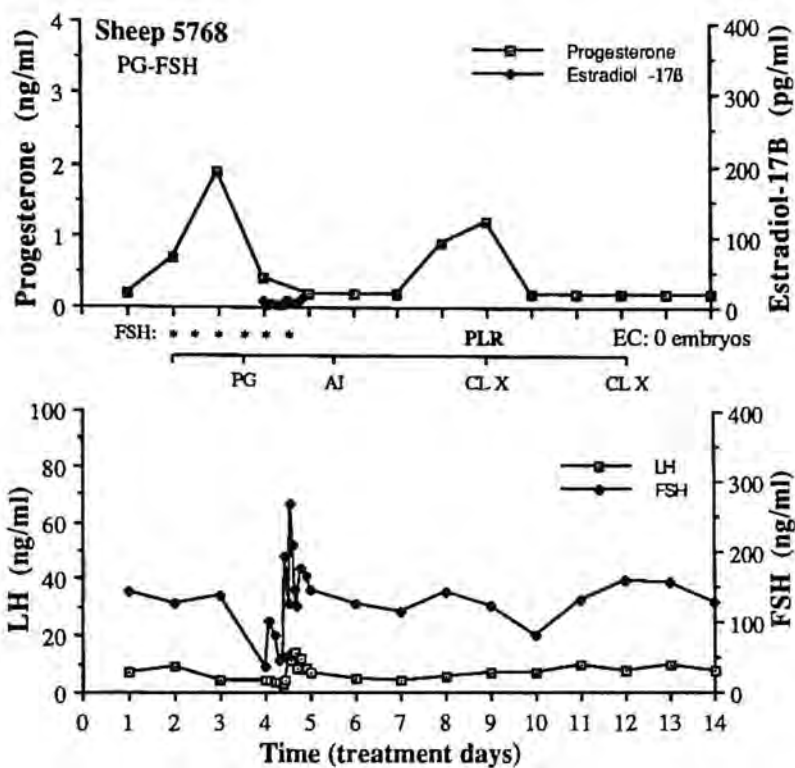 Sheep 5768
PG-FSH
Progesterone
Estradiol -17ß
Progesterone (ng/ml)
4
3
2
1
0
Estradiol-17B (pg/ml)
400
300
200
100
0
FSH: * * * * * *
PLR
EC: 0 embryos
PG
AI
CL X
CL X
LH
FSH
LH (ng/ml)
100
80
60
40
20
0
FSH (ng/ml)
400
300
200
100
0
0 1 2 3 4 5 6 7 8 9 10 11 12 13 14
Time (treatment days)